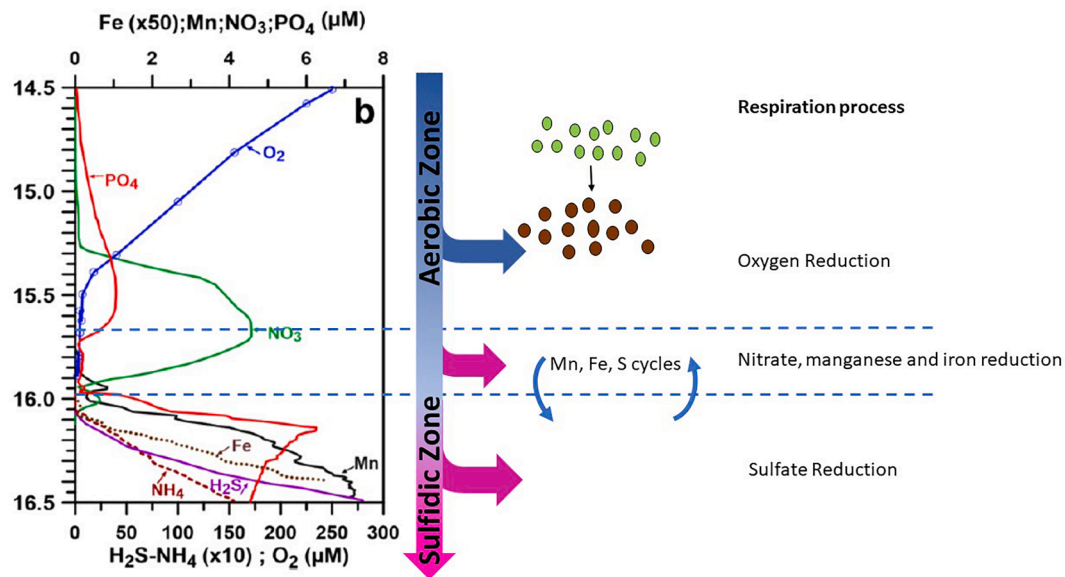 Fe (x50);Mn;NO₃;PO₄ (µM)
0 2 4 6 8
14.5
15.0
15.5
16.0
16.5
b
O₂
PO₄
NO₃
Fe
Mn
NH₄
H₂S
0 50 100 150 200 250 300
H₂S-NH₄ (x10) ; O₂ (µM)
Aerobic Zone
Sulfidic Zone
Respiration process
Oxygen Reduction
Mn, Fe, S cycles
Nitrate, manganese and iron reduction
Sulfate Reduction